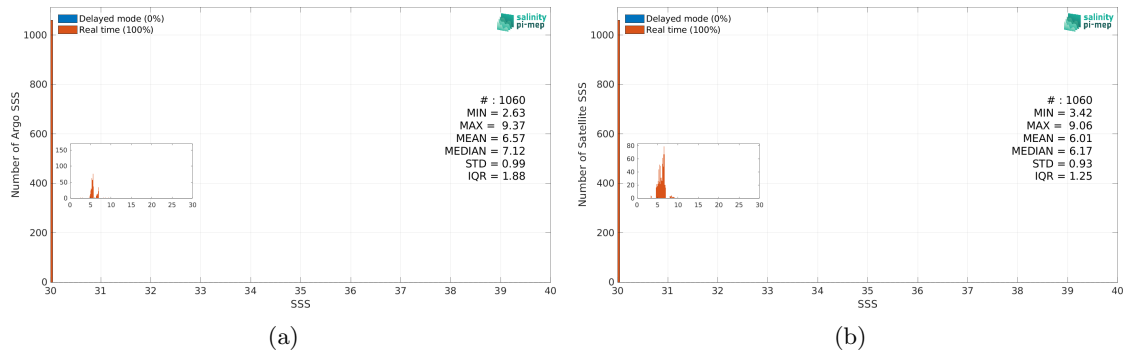 Delayed mode (0%)
Real time (100%)
salinity
pi-mep
1000
800
600
400
200
0
Number of Argo SSS
# : 1060
MIN = 2.63
MAX = 9.37
MEAN = 6.57
MEDIAN = 7.12
STD = 0.99
IQR = 1.88
150
100
50
0
0 5 10 15 20 25 30
30 31 32 33 34 35 36 37 38 39 40
SSS
(a)
Delayed mode (0%)
Real time (100%)
salinity
pi-mep
1000
800
600
400
200
0
Number of Satellite SSS
# : 1060
MIN = 3.42
MAX = 9.06
MEAN = 6.01
MEDIAN = 6.17
STD = 0.93
IQR = 1.25
80
60
40
20
0
0 5 10 15 20 25 30
30 31 32 33 34 35 36 37 38 39 40
SSS
(b)